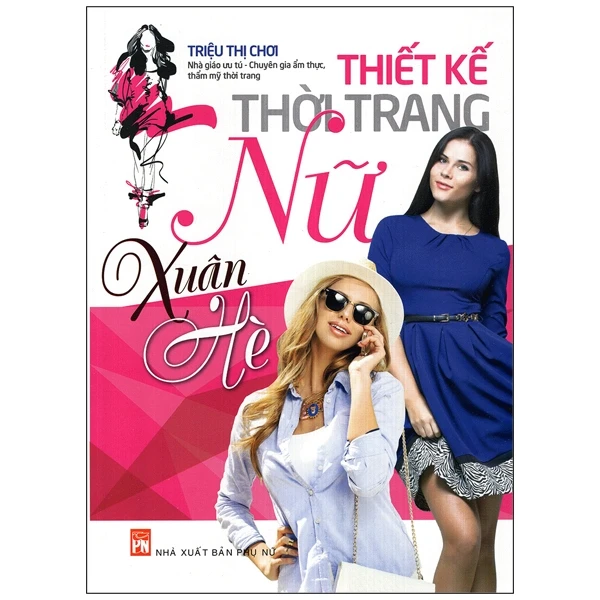 TRIỆU THỊ CHƠI
Nhà giáo ưu tú - Chuyên gia ẩm thực,
thẩm mỹ thời trang
THIẾT KẾ
THỜI TRANG
Nữ
Xuân
Hè
PN
NHÀ XUẤT BẢN PHỤ NỮ